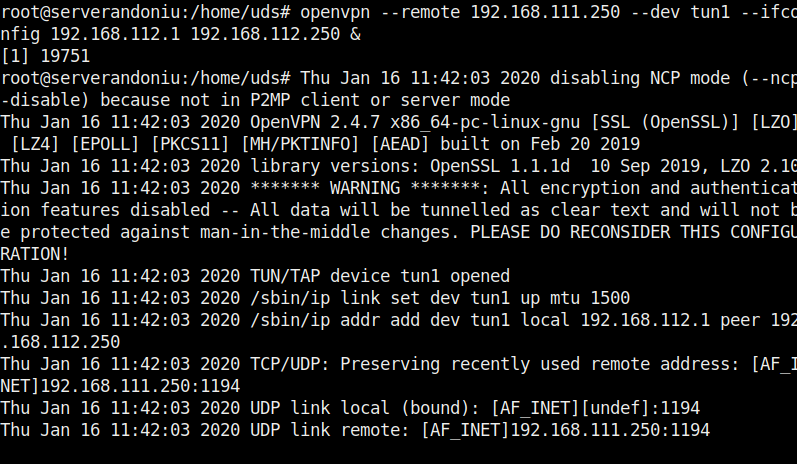 root@serverandoniu:/home/uds# openvpn --remote 192.168.111.250 --dev tun1 --ifco
nfig 192.168.112.1 192.168.112.250 &
[1] 19751
root@serverandoniu:/home/uds# Thu Jan 16 11:42:03 2020 disabling NCP mode (--ncp
-disable) because not in P2MP client or server mode
Thu Jan 16 11:42:03 2020 OpenVPN 2.4.7 x86_64-pc-linux-gnu [SSL (OpenSSL)] [LZO]
 [LZ4] [EPOLL] [PKCS11] [MH/PKTINFO] [AEAD] built on Feb 20 2019
Thu Jan 16 11:42:03 2020 library versions: OpenSSL 1.1.1d  10 Sep 2019, LZO 2.10
Thu Jan 16 11:42:03 2020 ******* WARNING *******: All encryption and authenticat
ion features disabled -- All data will be tunnelled as clear text and will not b
e protected against man-in-the-middle changes. PLEASE DO RECONSIDER THIS CONFIGU
RATION!
Thu Jan 16 11:42:03 2020 TUN/TAP device tun1 opened
Thu Jan 16 11:42:03 2020 /sbin/ip link set dev tun1 up mtu 1500
Thu Jan 16 11:42:03 2020 /sbin/ip addr add dev tun1 local 192.168.112.1 peer 192
.168.112.250
Thu Jan 16 11:42:03 2020 TCP/UDP: Preserving recently used remote address: [AF_I
NET]192.168.111.250:1194
Thu Jan 16 11:42:03 2020 UDP link local (bound): [AF_INET][undef]:1194
Thu Jan 16 11:42:03 2020 UDP link remote: [AF_INET]192.168.111.250:1194